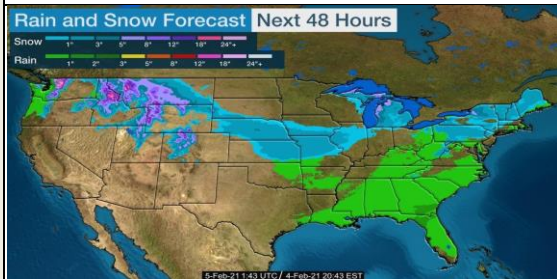 Rain and Snow Forecast Next 48 Hours
Snow
1" 3" 5" 8" 12" 18" 24"+
Rain
1" 2" 3" 5" 8" 12" 18" 24"+
5-Feb-21 1:43 UTC / 4-Feb-21 20:43 EST